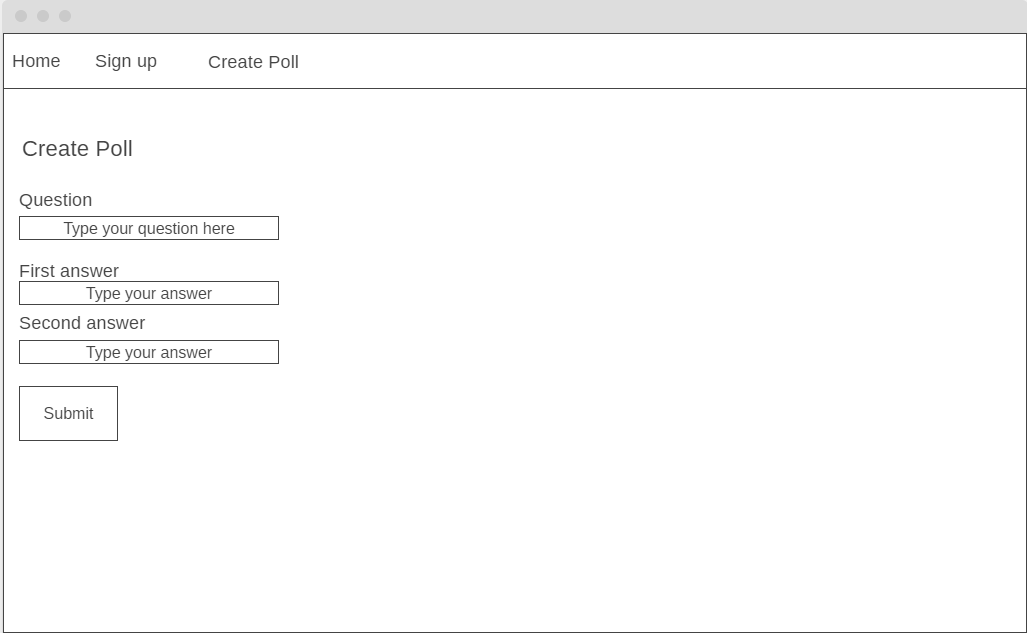 Home Sign up Create Poll
Create Poll
Question
Type your question here
First answer
Type your answer
Second answer
Type your answer
Submit